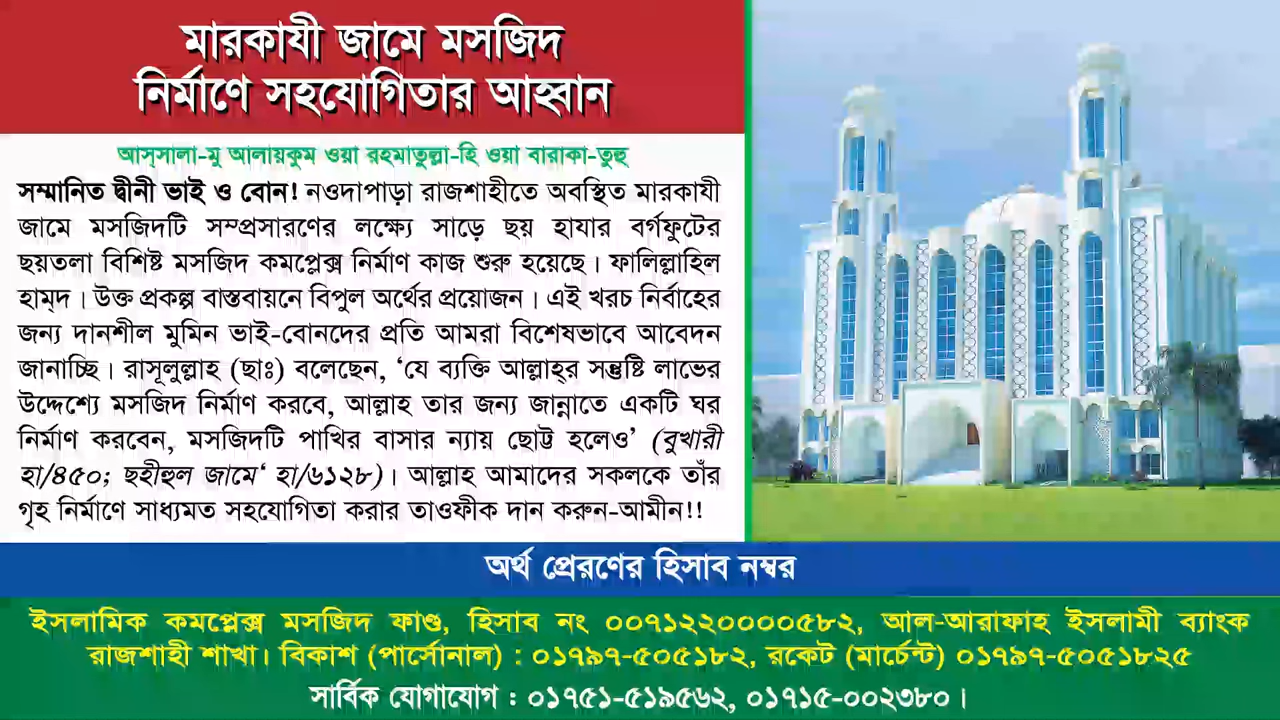 মারকাযী জামে মসজিদ
নির্মাণে সহযোগিতার আহ্বান
আস্সালা-মু আলায়কুম ওয়া রহমাতুল্লা-হি ওয়া বারাকা-তুহু
সম্মানিত দ্বীনী ভাই ও বোন! নওদাপাড়া রাজশাহীতে অবস্থিত মারকাযী
জামে মসজিদটি সম্প্রসারণের লক্ষ্যে সাড়ে ছয় হাযার বর্গফুটের
ছয়তলা বিশিষ্ট মসজিদ কমপ্লেক্স নির্মাণ কাজ শুরু হয়েছে। ফালিল্লাহিল
হাম্দ। উক্ত প্রকল্প বাস্তবায়নে বিপুল অর্থের প্রয়োজন। এই খরচ নির্বাহের
জন্য দানশীল মুমিন ভাই-বোনদের প্রতি আমরা বিশেষভাবে আবেদন
জানাচ্ছি। রাসূলুল্লাহ (ছাঃ) বলেছেন, ‘যে ব্যক্তি আল্লাহ্র সন্তুষ্টি লাভের
উদ্দেশ্যে মসজিদ নির্মাণ করবে, আল্লাহ তার জন্য জান্নাতে একটি ঘর
নির্মাণ করবেন, মসজিদটি পাখির বাসার ন্যায় ছোট্ট হলেও’ (বুখারী
হা/৪৫০; ছহীহুল জামে‘ হা/৬১২৮)। আল্লাহ আমাদের সকলকে তাঁর
গৃহ নির্মাণে সাধ্যমত সহযোগিতা করার তাওফীক দান করুন-আমীন!!
অর্থ প্রেরণের হিসাব নম্বর
ইসলামিক কমপ্লেক্স মসজিদ ফাণ্ড, হিসাব নং ০০৭১২২০০০০৫৮২, আল-আরাফাহ ইসলামী ব্যাংক
রাজশাহী শাখা। বিকাশ (পার্সোনাল) : ০১৭৯৭-৫০৫১৮২, রকেট (মার্চেন্ট) ০১৭৯৭-৫০৫১৮২৫
সার্বিক যোগাযোগ : ০১৭৫১-৫১৯৫৬২, ০১৭১৫-০০২৩৮০।